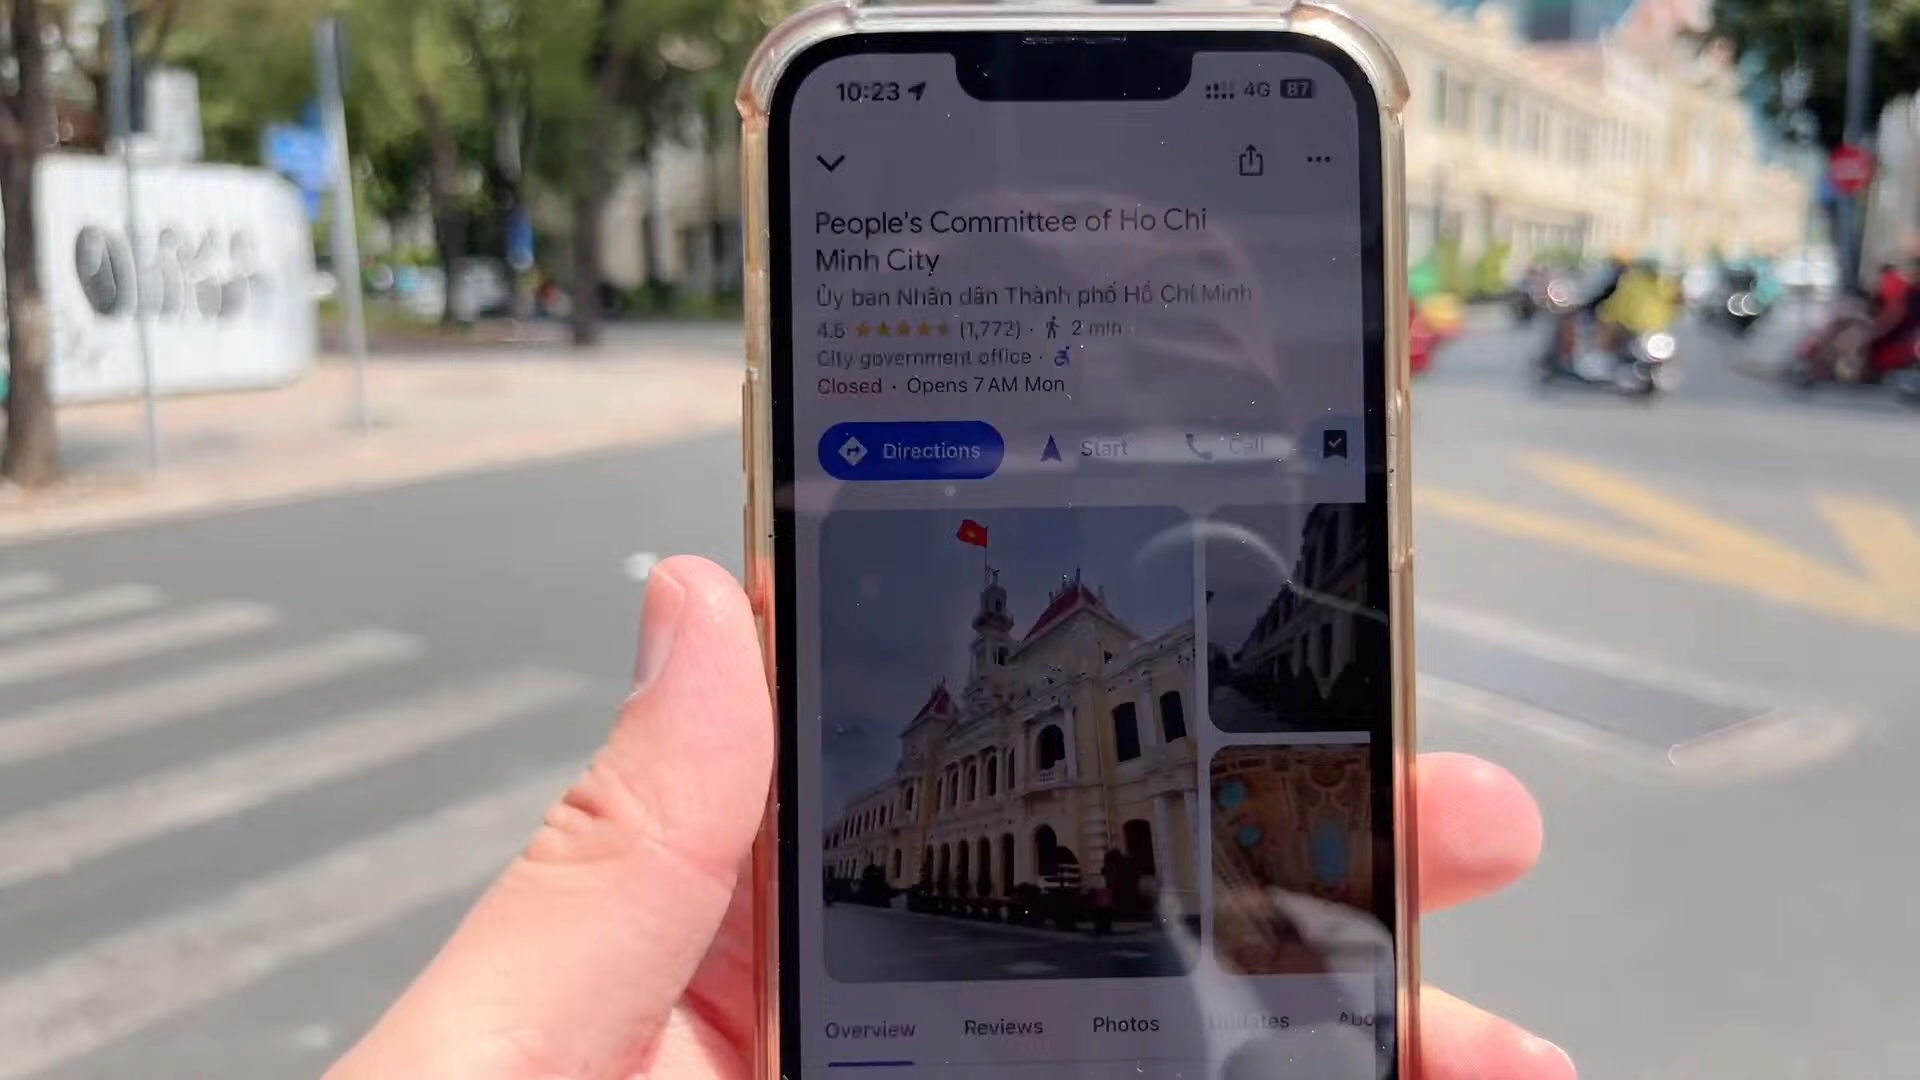 10:23 4G 87
People's Committee of Ho Chi
Minh City
Ủy ban Nhân dân Thành phố Hồ Chí Minh
4.6 (1,772) · 2 min
City government office ·
Closed · Opens 7 AM Mon
Directions Start Call
Overview Reviews Photos Updates